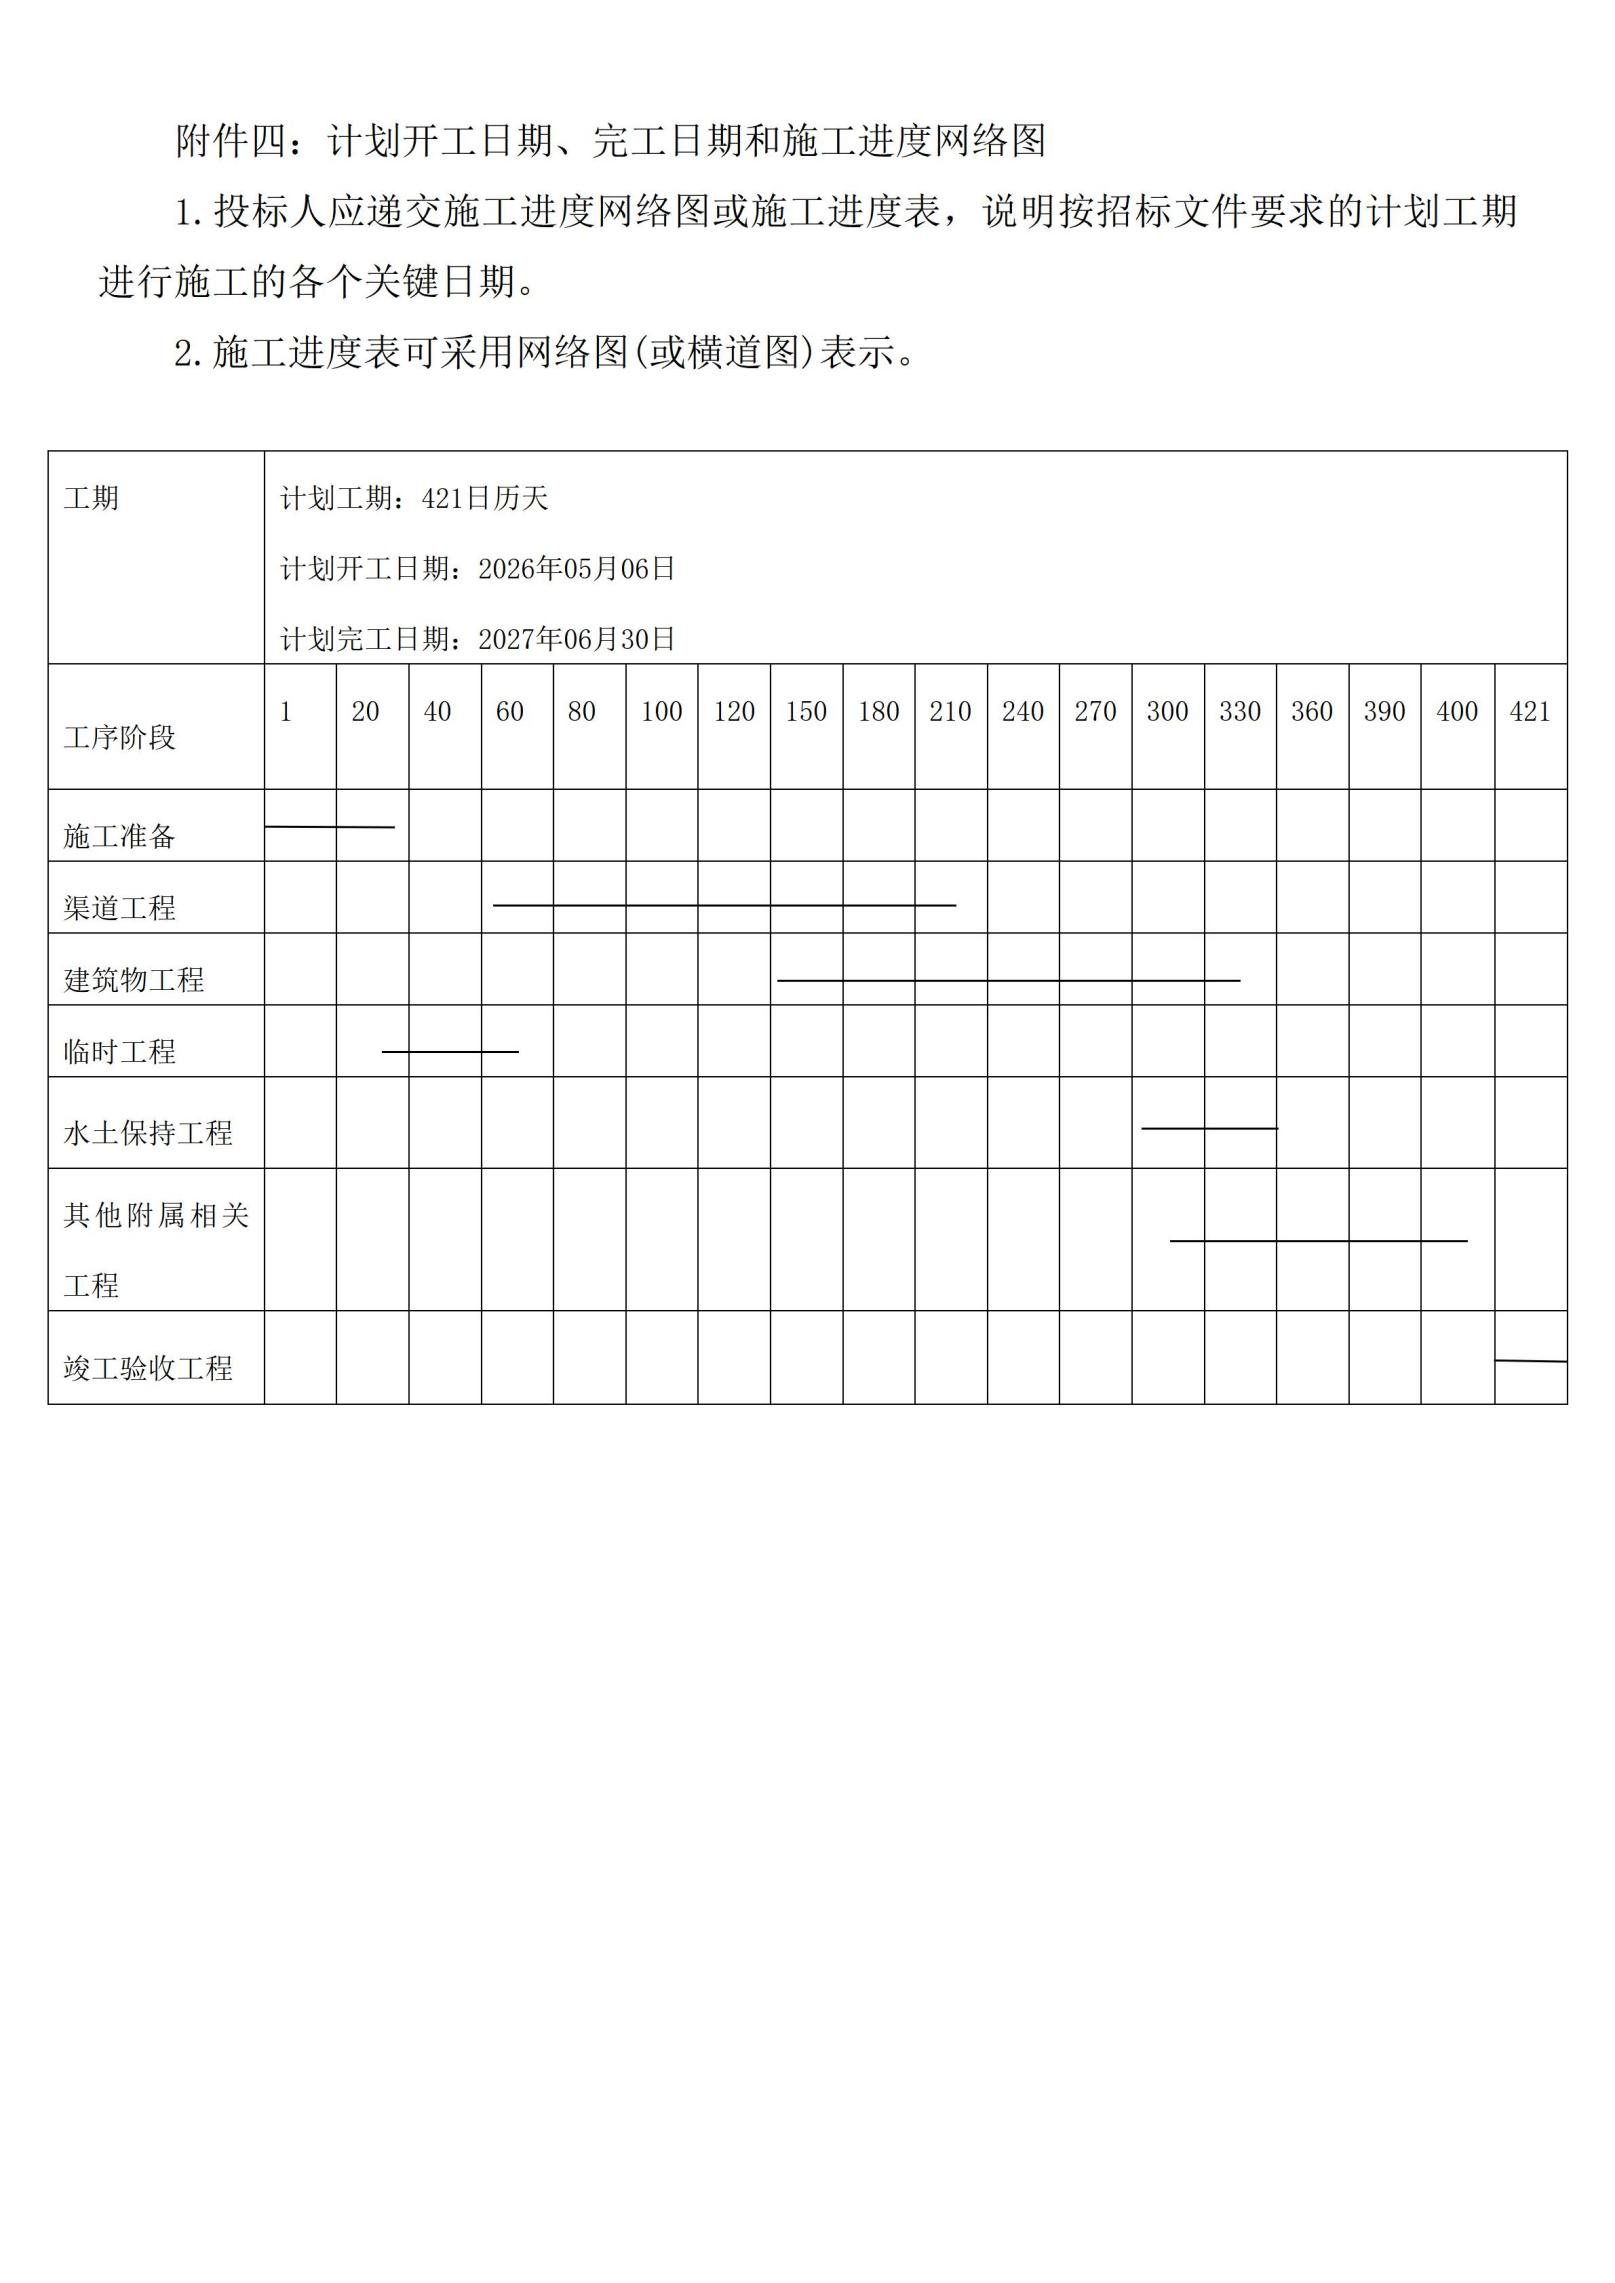 附件四：计划开工日期、完工日期和施工进度网络图
1.投标人应递交施工进度网络图或施工进度表，说明按招标文件要求的计划工期
进行施工的各个关键日期。
2.施工进度表可采用网络图(或横道图)表示。
工期
计划工期：421日历天
计划开工日期：2026年05月06日
计划完工日期：2027年06月30日
工序阶段 1 20 40 60 80 100 120 150 180 210 240 270 300 330 360 390 400 421
施工准备
渠道工程
建筑物工程
临时工程
水土保持工程
其他附属相关
工程
竣工验收工程